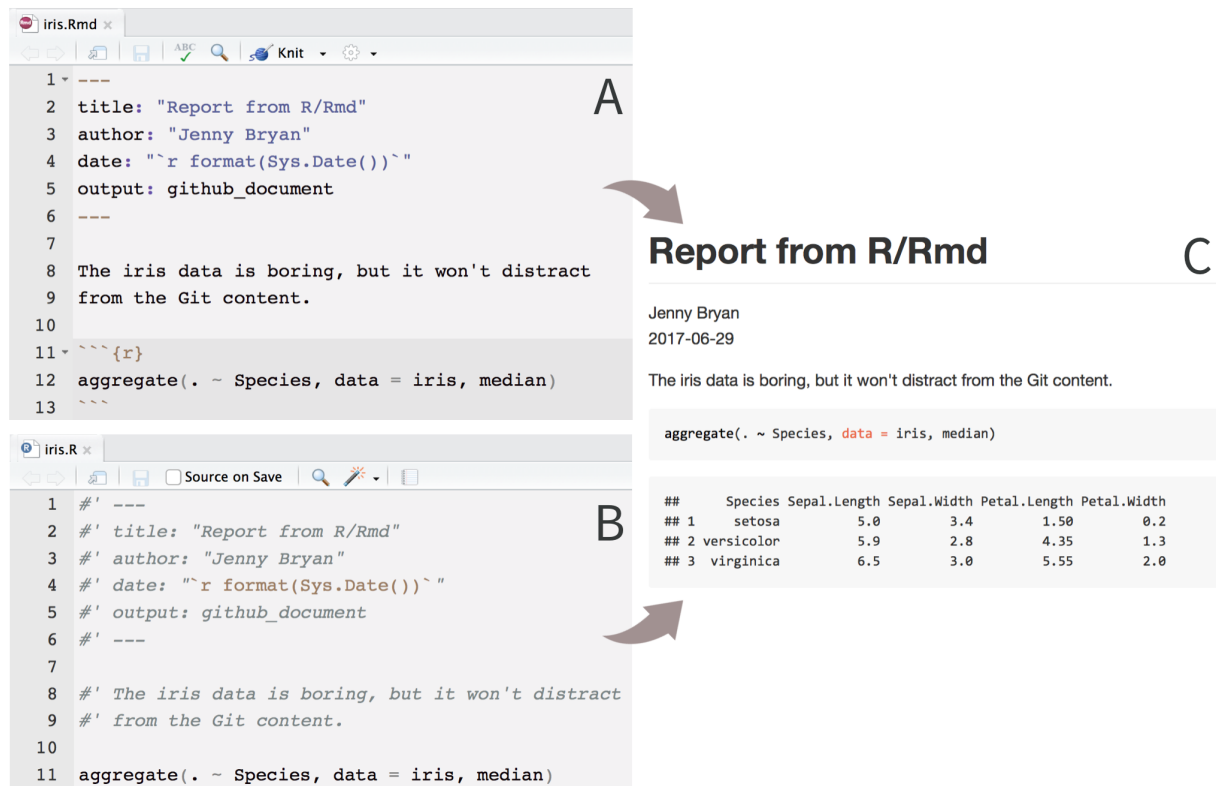 iris.Rmd
ABC Knit
A
1 ---
2 title: "Report from R/Rmd"
3 author: "Jenny Bryan"
4 date: "`r format(Sys.Date())`"
5 output: github_document
6 ---
7
8 The iris data is boring, but it won't distract
9 from the Git content.
10
11 ```{r}
12 aggregate(. ~ Species, data = iris, median)
13 ```
iris.R
Source on Save
B
1 #' ---
2 #' title: "Report from R/Rmd"
3 #' author: "Jenny Bryan"
4 #' date: "`r format(Sys.Date())`"
5 #' output: github_document
6 #' ---
7
8 #' The iris data is boring, but it won't distract
9 #' from the Git content.
10
11 aggregate(. ~ Species, data = iris, median)
Report from R/Rmd
C
Jenny Bryan
2017-06-29
The iris data is boring, but it won't distract from the Git content.
aggregate(. ~ Species, data = iris, median)
## Species Sepal.Length Sepal.Width Petal.Length Petal.Width
## 1 setosa 5.0 3.4 1.50 0.2
## 2 versicolor 5.9 2.8 4.35 1.3
## 3 virginica 6.5 3.0 5.55 2.0